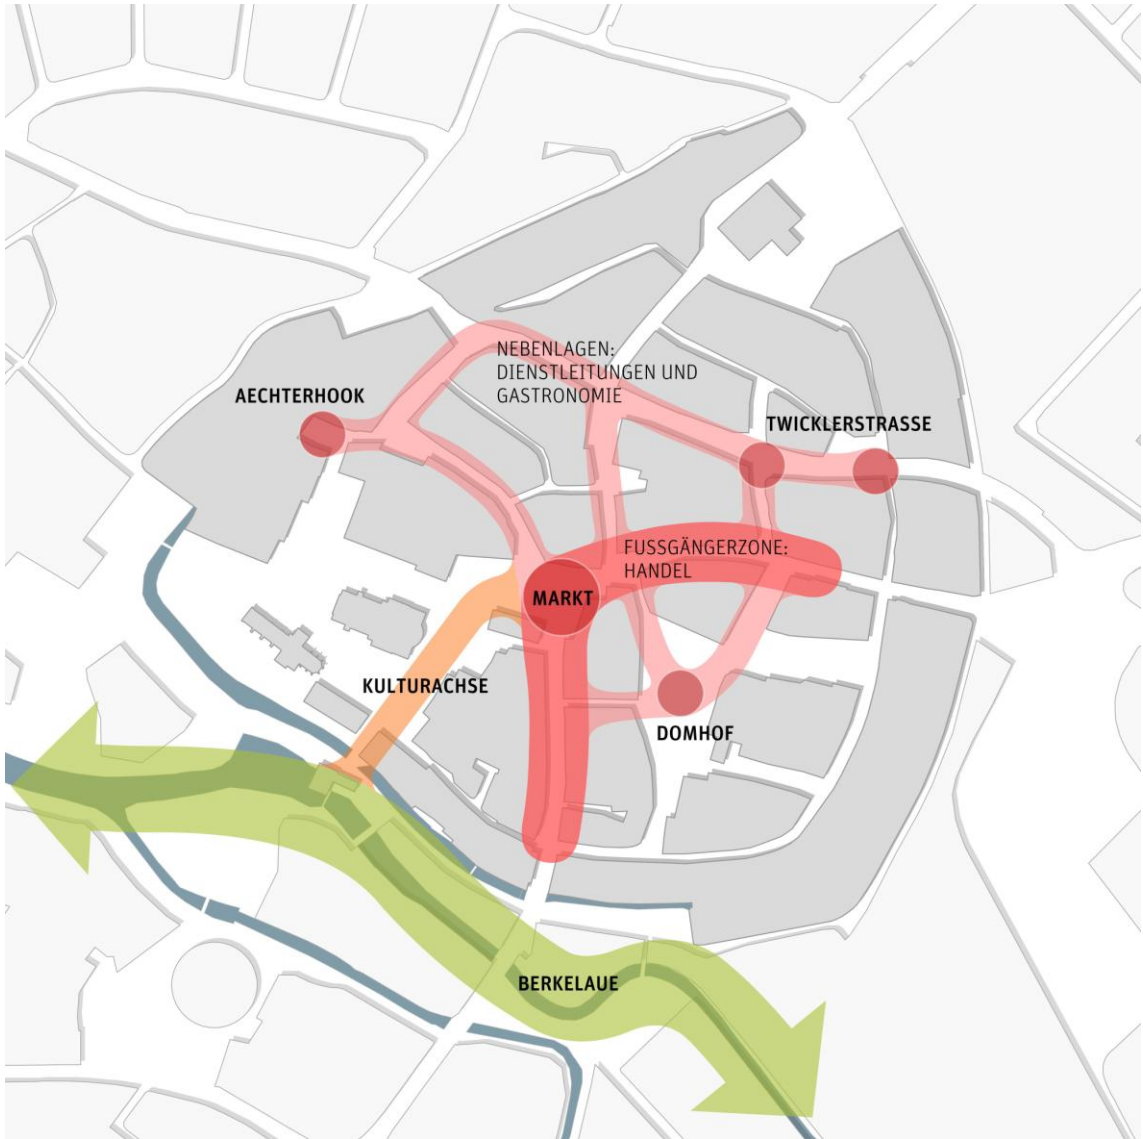 NEBENLAGEN:
DIENSTLEITUNGEN UND
GASTRONOMIE
AECHTERHOOK
TWICKLERSTRASSE
FUSSGÄNGERZONE:
HANDEL
MARKT
KULTURACHSE
DOMHOF
BERKELAUE